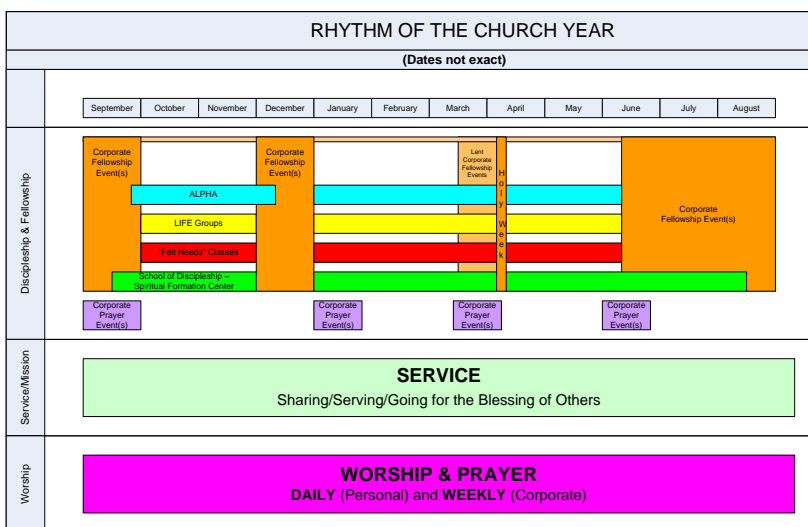 RHYTHM OF THE CHURCH YEAR
(Dates not exact)
September October November December January February March April May June July August
Discipleship & Fellowship
Corporate
Fellowship
Event(s)
Corporate
Fellowship
Event(s)
Lent
Corporate
Fellowship
Events
Holy Week
Corporate
Fellowship Event(s)
ALPHA
LIFE Groups
"Felt Needs" Classes
School of Discipleship –
Spiritual Formation Center
Corporate
Prayer
Event(s)
Corporate
Prayer
Event(s)
Corporate
Prayer
Event(s)
Corporate
Prayer
Event(s)
Service/Mission
SERVICE
Sharing/Serving/Going for the Blessing of Others
Worship
WORSHIP & PRAYER
DAILY (Personal) and WEEKLY (Corporate)